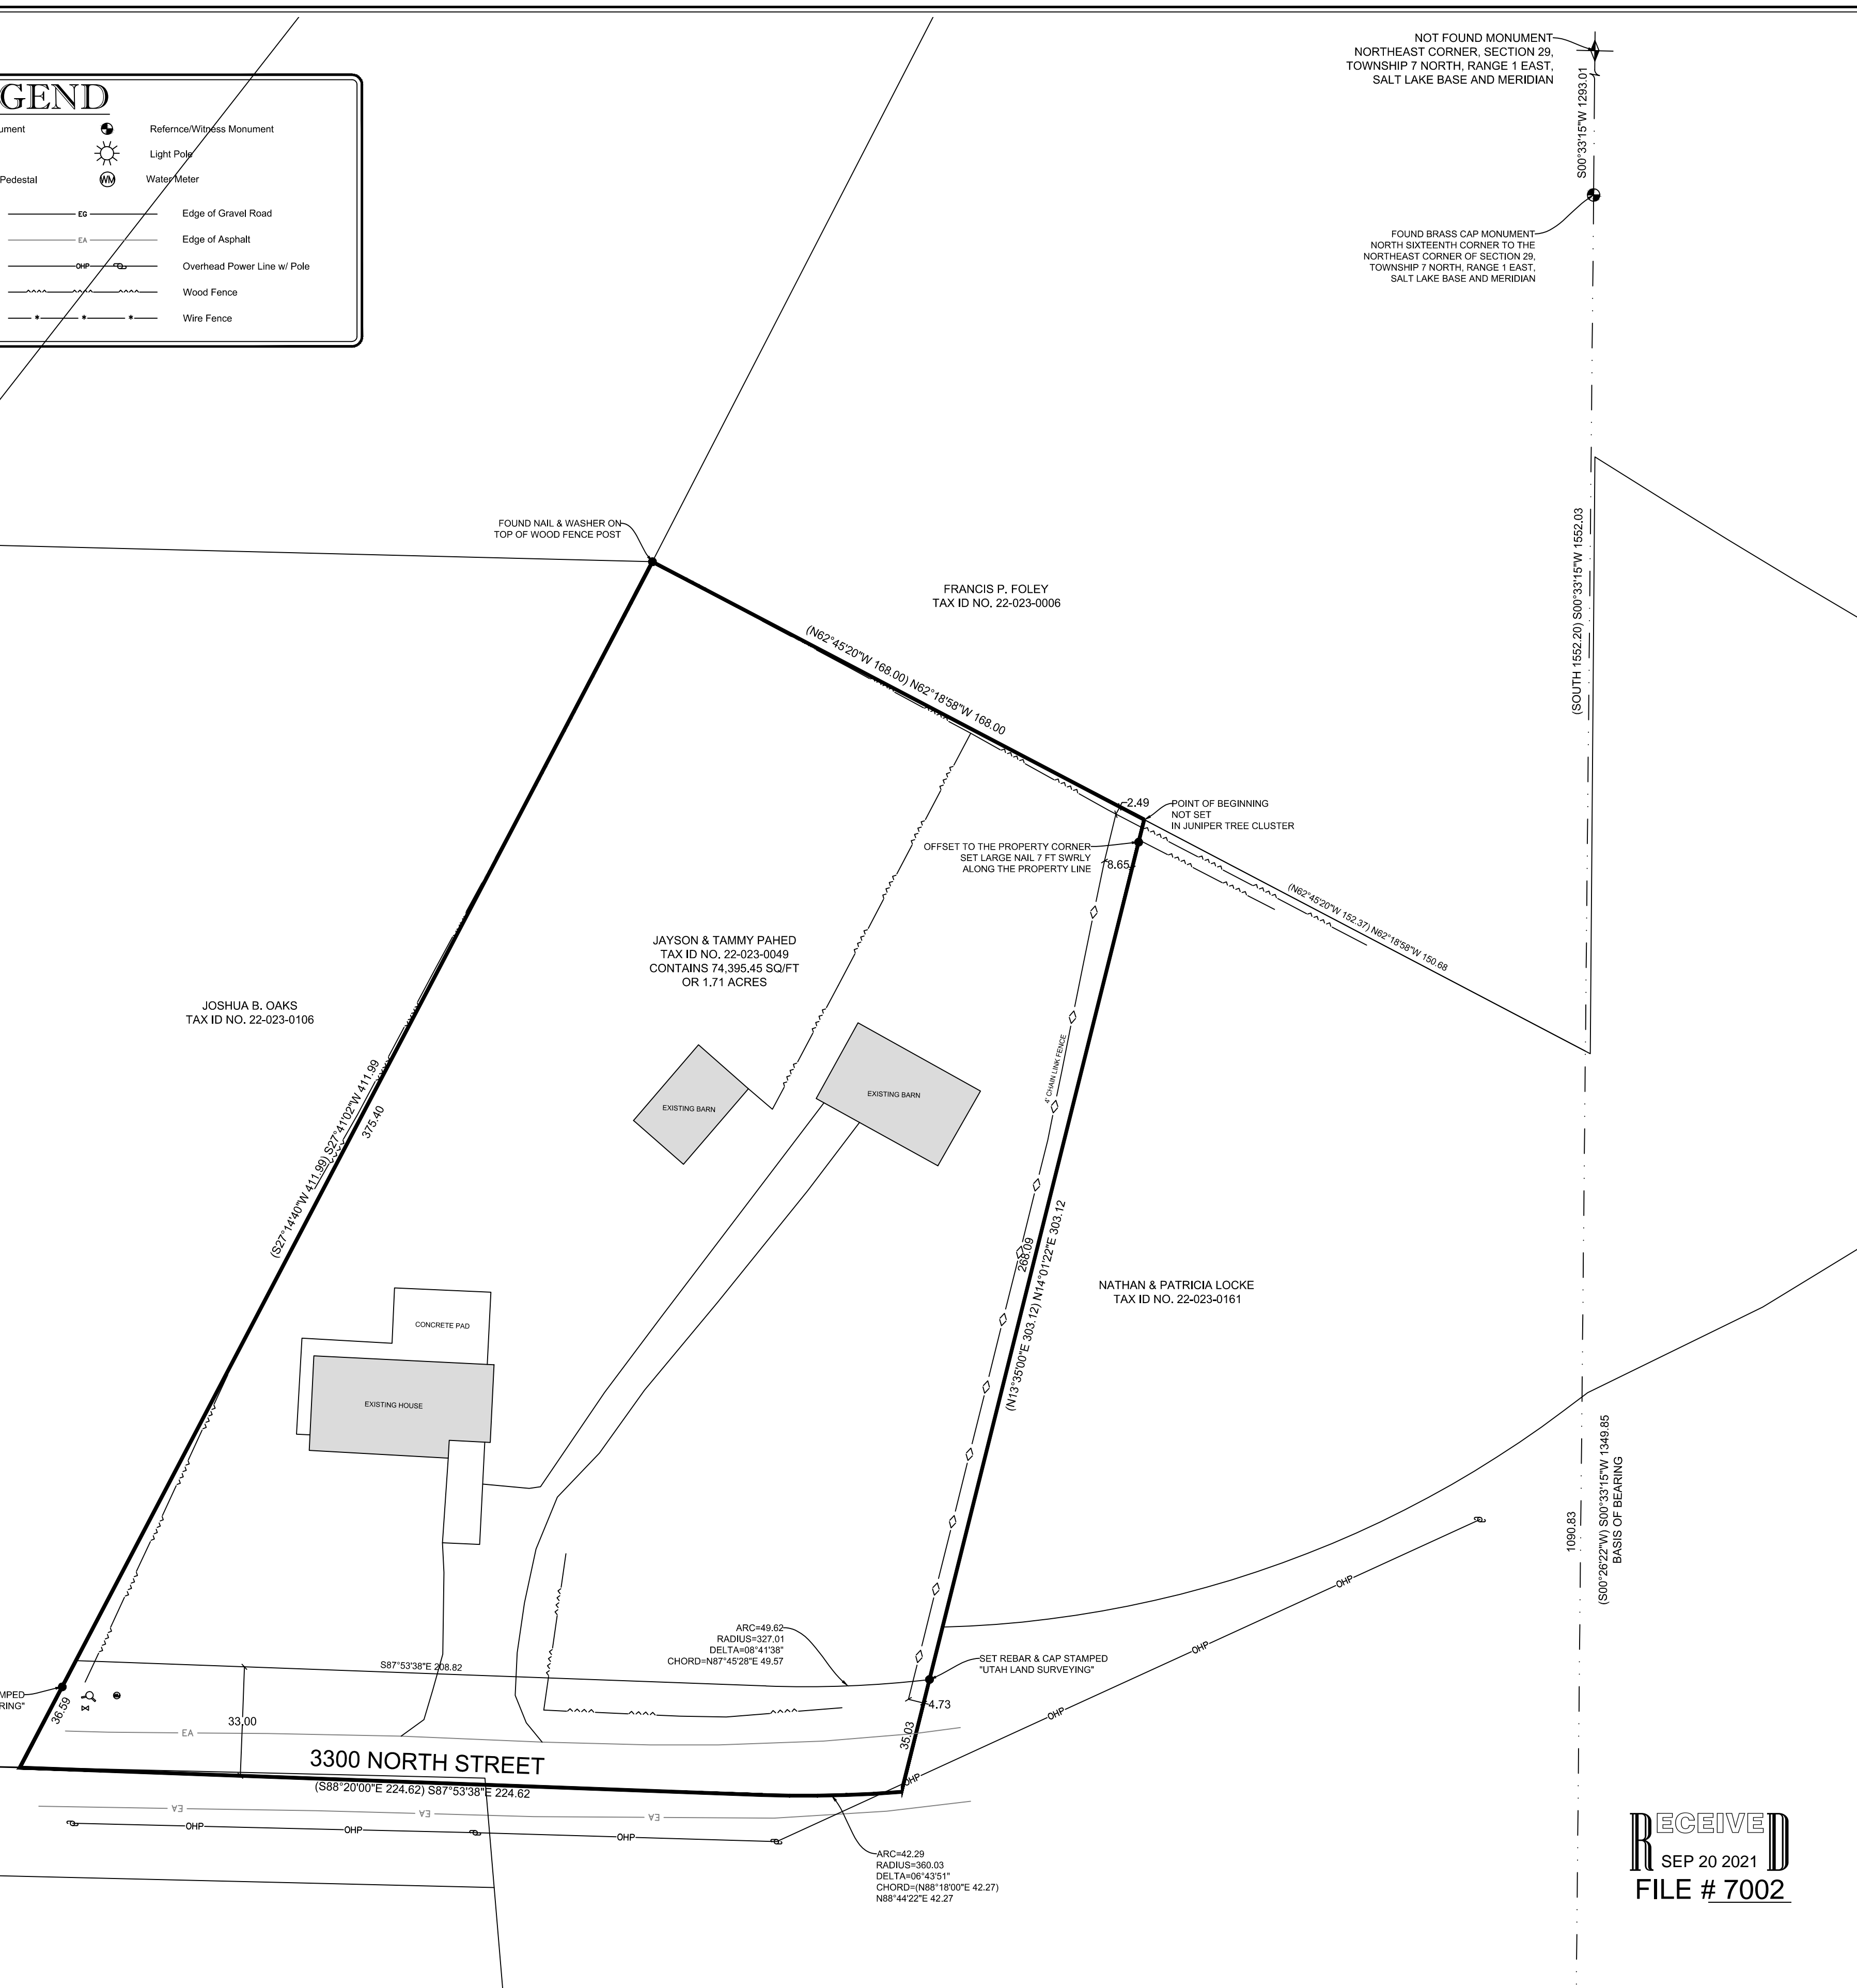 GEND
ument
Refernce/Witness Monument
Light Pole
Pedestal
WM
Water Meter
EG
Edge of Gravel Road
EA
Edge of Asphalt
OHP
Overhead Power Line w/ Pole
Wood Fence
Wire Fence
NOT FOUND MONUMENT
NORTHEAST CORNER, SECTION 29,
TOWNSHIP 7 NORTH, RANGE 1 EAST,
SALT LAKE BASE AND MERIDIAN
S00°33'15"W 1293.01
FOUND BRASS CAP MONUMENT
NORTH SIXTEENTH CORNER TO THE
NORTHEAST CORNER OF SECTION 29,
TOWNSHIP 7 NORTH, RANGE 1 EAST,
SALT LAKE BASE AND MERIDIAN
(SOUTH 1552.20) S00°33'15"W 1552.03
FOUND NAIL & WASHER ON
TOP OF WOOD FENCE POST
FRANCIS P. FOLEY
TAX ID NO. 22-023-0006
(N62°45'20"W 168.00) N62°18'58"W 168.00
2.49
POINT OF BEGINNING
NOT SET
IN JUNIPER TREE CLUSTER
OFFSET TO THE PROPERTY CORNER
SET LARGE NAIL 7 FT SWRLY
ALONG THE PROPERTY LINE
8.65
(N62°45'20"W 152.37) N62°18'58"W 150.68
JAYSON & TAMMY PAHED
TAX ID NO. 22-023-0049
CONTAINS 74,395.45 SQ/FT
OR 1.71 ACRES
JOSHUA B. OAKS
TAX ID NO. 22-023-0106
(S27°14'40"W 411.99) S27°41'02"W 411.99
375.40
EXISTING BARN
EXISTING BARN
4' CHAIN LINK FENCE
268.09
(N13°35'00"E 303.12) N14°01'22"E 303.12
NATHAN & PATRICIA LOCKE
TAX ID NO. 22-023-0161
CONCRETE PAD
EXISTING HOUSE
1090.83
(S00°26'22"W) S00°33'15"W 1349.85
BASIS OF BEARING
OHP
OHP
OHP
OHP
ARC=49.62
RADIUS=327.01
DELTA=08°41'38"
CHORD=N87°45'28"E 49.57
SET REBAR & CAP STAMPED
"UTAH LAND SURVEYING"
S87°53'38"E 208.82
MPED
RING"
36.59
33.00
4.73
35.03
EA
3300 NORTH STREET
(S88°20'00"E 224.62) S87°53'38"E 224.62
EA
EA
EA
OHP
OHP
OHP
ARC=42.29
RADIUS=360.03
DELTA=06°43'51"
CHORD=(N88°18'00"E 42.27)
N88°44'22"E 42.27
RECEIVED
SEP 20 2021
FILE # 7002